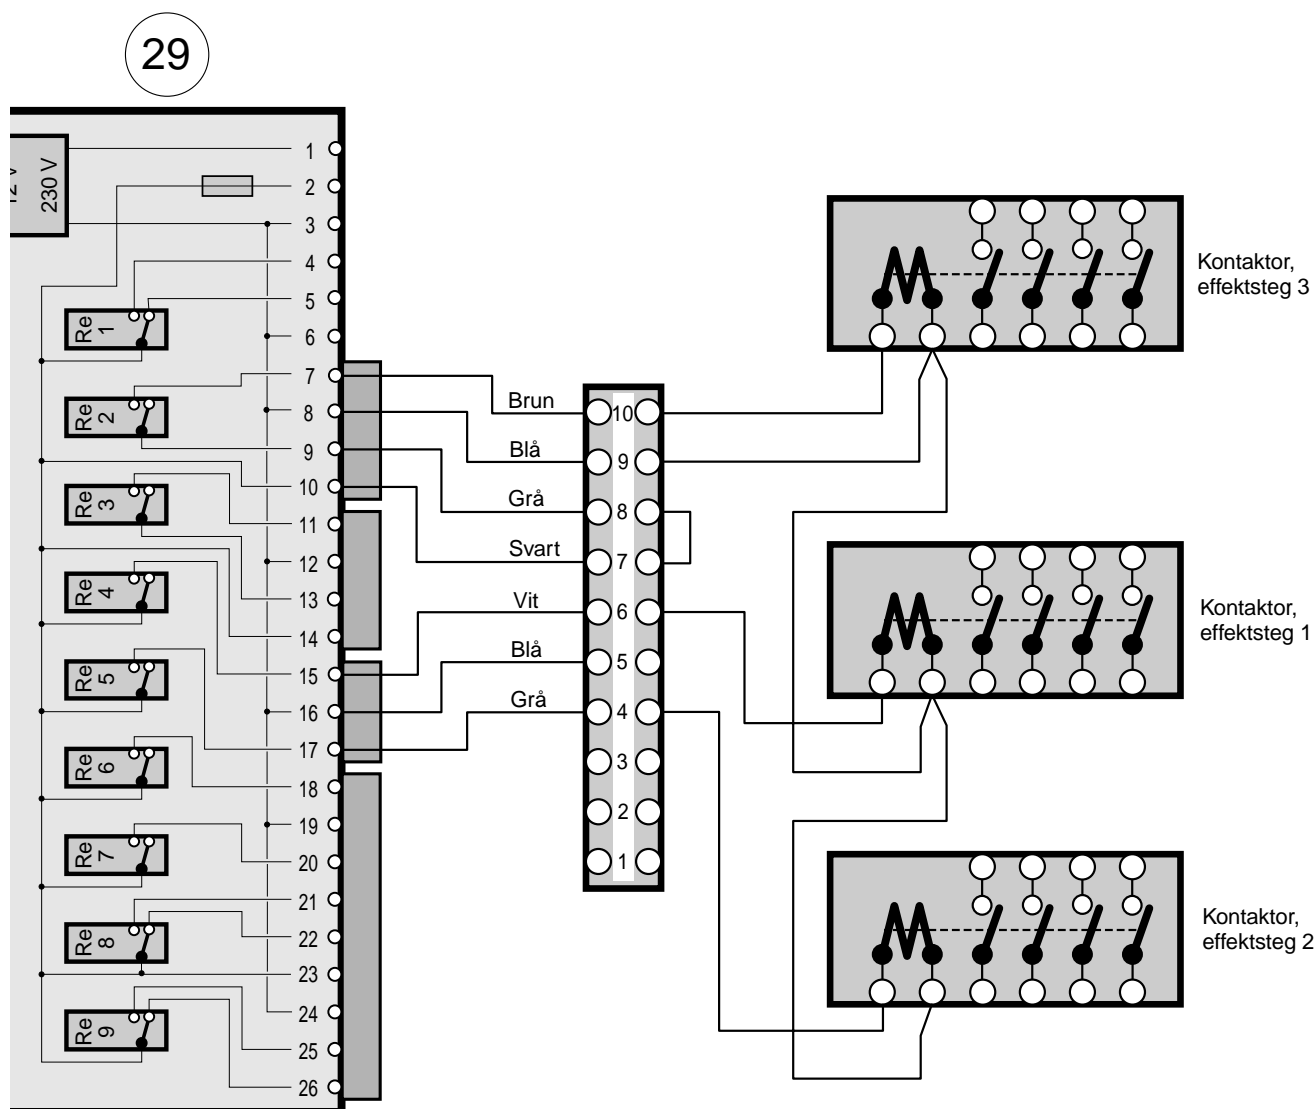 29
12 V
230 V
1
2
3
4
5
6
7
8
9
10
11
12
13
14
15
16
17
18
19
20
21
22
23
24
25
26
Re 1
Re 2
Re 3
Re 4
Re 5
Re 6
Re 7
Re 8
Re 9
Brun
Blå
Grå
Svart
Vit
Blå
Grå
10
9
8
7
6
5
4
3
2
1
Kontaktor,
effektsteg 3
Kontaktor,
effektsteg 1
Kontaktor,
effektsteg 2